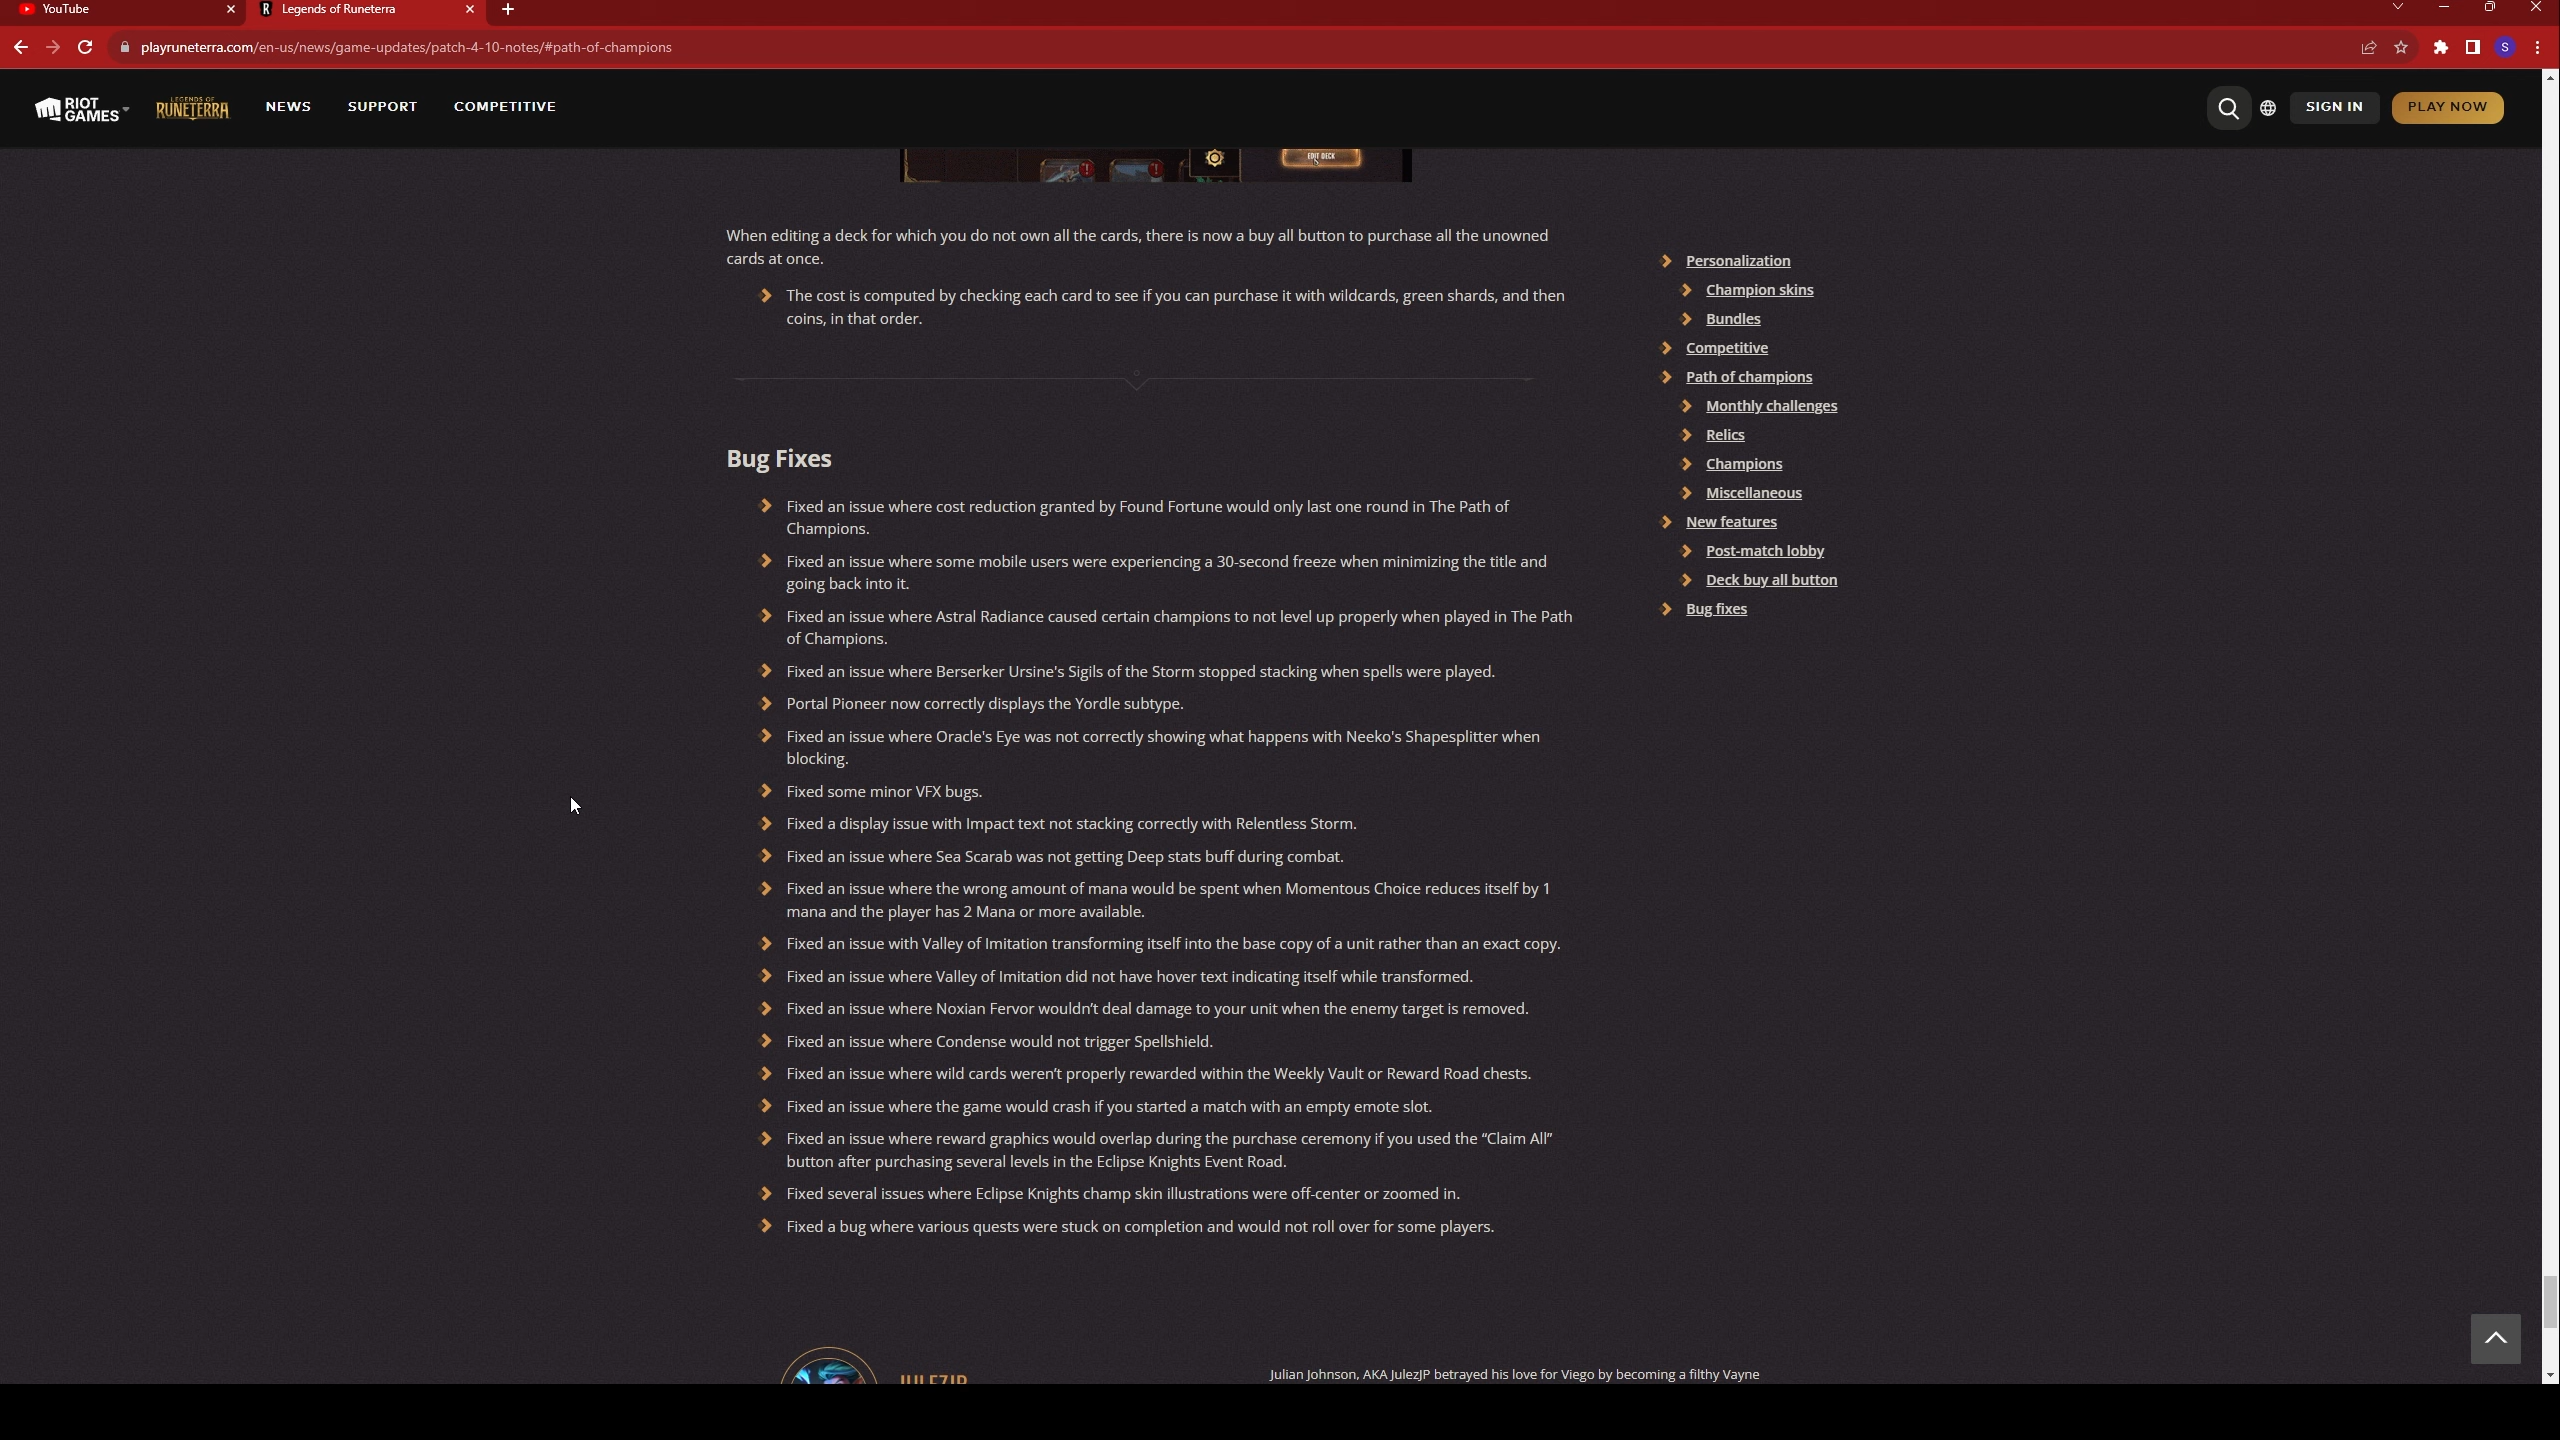 YouTube
Legends of Runeterra
playruneterra.com/en-us/news/game-updates/patch-4-10-notes/#path-of-champions
S
RIOT GAMES
LEGENDS OF RUNETERRA
NEWS
SUPPORT
COMPETITIVE
SIGN IN
PLAY NOW
EDIT DECK
When editing a deck for which you do not own all the cards, there is now a buy all button to purchase all the unowned
cards at once.
The cost is computed by checking each card to see if you can purchase it with wildcards, green shards, and then
coins, in that order.
Bug Fixes
Fixed an issue where cost reduction granted by Found Fortune would only last one round in The Path of
Champions.
Fixed an issue where some mobile users were experiencing a 30-second freeze when minimizing the title and
going back into it.
Fixed an issue where Astral Radiance caused certain champions to not level up properly when played in The Path
of Champions.
Fixed an issue where Berserker Ursine's Sigils of the Storm stopped stacking when spells were played.
Portal Pioneer now correctly displays the Yordle subtype.
Fixed an issue where Oracle's Eye was not correctly showing what happens with Neeko's Shapesplitter when
blocking.
Fixed some minor VFX bugs.
Fixed a display issue with Impact text not stacking correctly with Relentless Storm.
Fixed an issue where Sea Scarab was not getting Deep stats buff during combat.
Fixed an issue where the wrong amount of mana would be spent when Momentous Choice reduces itself by 1
mana and the player has 2 Mana or more available.
Fixed an issue with Valley of Imitation transforming itself into the base copy of a unit rather than an exact copy.
Fixed an issue where Valley of Imitation did not have hover text indicating itself while transformed.
Fixed an issue where Noxian Fervor wouldn’t deal damage to your unit when the enemy target is removed.
Fixed an issue where Condense would not trigger Spellshield.
Fixed an issue where wild cards weren’t properly rewarded within the Weekly Vault or Reward Road chests.
Fixed an issue where the game would crash if you started a match with an empty emote slot.
Fixed an issue where reward graphics would overlap during the purchase ceremony if you used the “Claim All”
button after purchasing several levels in the Eclipse Knights Event Road.
Fixed several issues where Eclipse Knights champ skin illustrations were off-center or zoomed in.
Fixed a bug where various quests were stuck on completion and would not roll over for some players.
Personalization
Champion skins
Bundles
Competitive
Path of champions
Monthly challenges
Relics
Champions
Miscellaneous
New features
Post-match lobby
Deck buy all button
Bug fixes
JULEZJP
Julian Johnson, AKA JulezJP betrayed his love for Viego by becoming a filthy Vayne